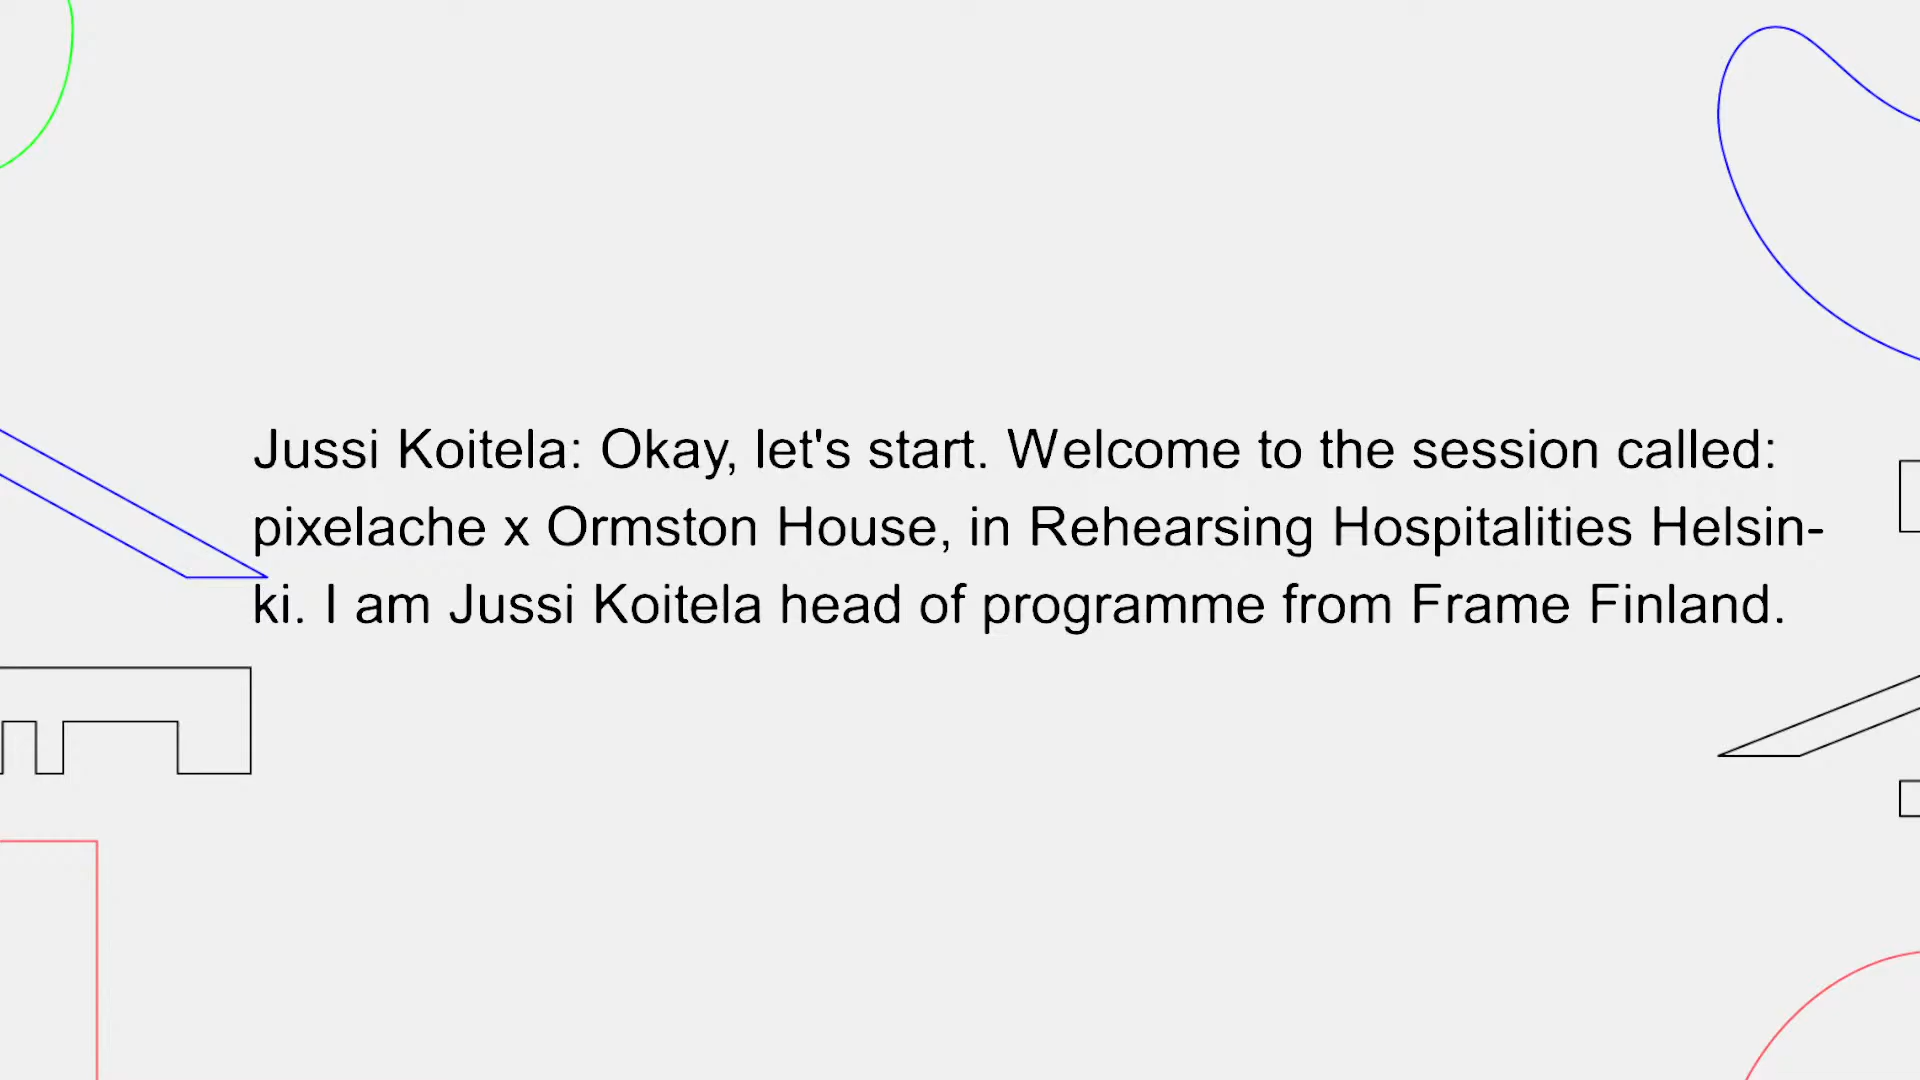 Jussi Koitela: Okay, let's start. Welcome to the session called:
pixelache x Ormston House, in Rehearsing Hospitalities Helsin-
ki. I am Jussi Koitela head of programme from Frame Finland.